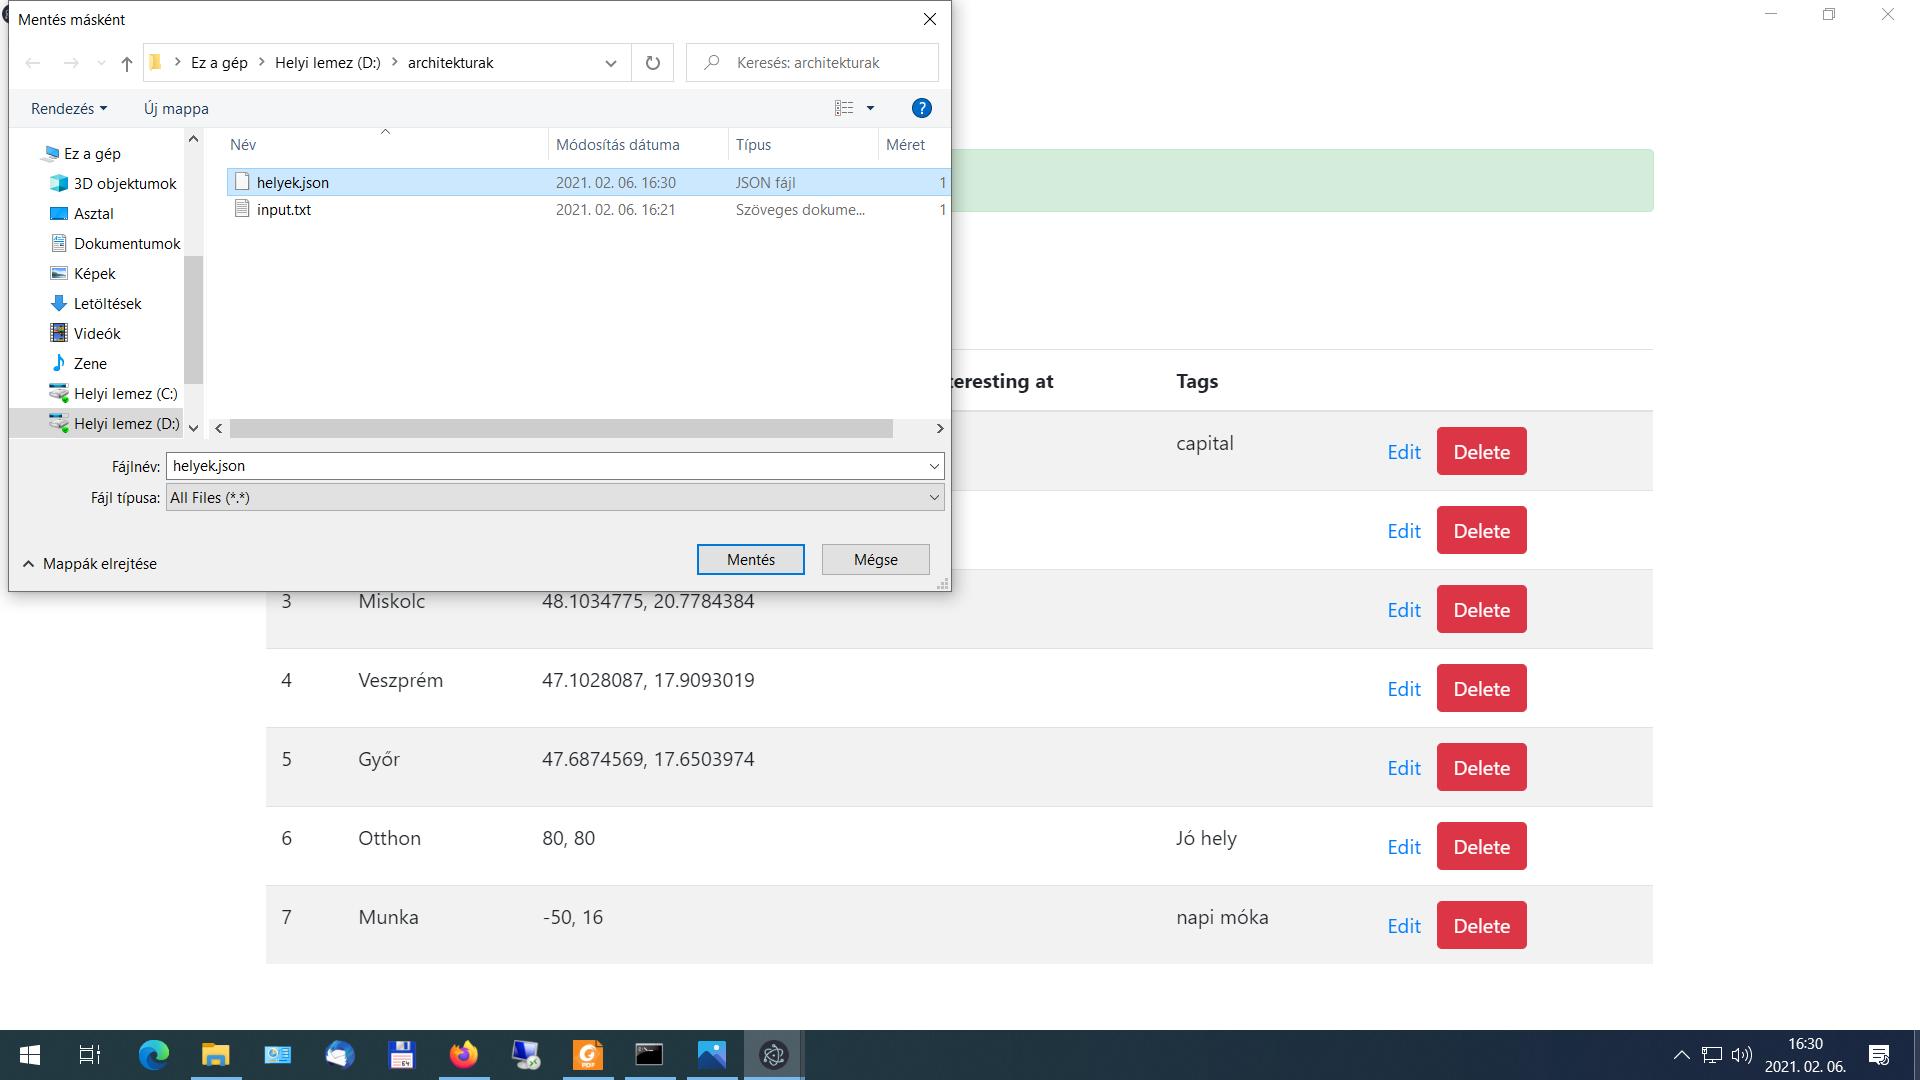 Mentés másként
Ez a gép > Helyi lemez (D:) > architekturak
Keresés: architekturak
Rendezés
Új mappa
Ez a gép
3D objektumok
Asztal
Dokumentumok
Képek
Letöltések
Videók
Zene
Helyi lemez (C:)
Helyi lemez (D:)
Név Módosítás dátuma Típus Méret
helyek.json 2021. 02. 06. 16:30 JSON fájl 1
input.txt 2021. 02. 06. 16:21 Szöveges dokume... 1
Fájlnév: helyek.json
Fájl típusa: All Files (*.*)
Mappák elrejtése
Mentés Mégse
teresting at Tags
capital Edit Delete
Edit Delete
3 Miskolc 48.1034775, 20.7784384 Edit Delete
4 Veszprém 47.1028087, 17.9093019 Edit Delete
5 Győr 47.6874569, 17.6503974 Edit Delete
6 Otthon 80, 80 Jó hely Edit Delete
7 Munka -50, 16 napi móka Edit Delete
64
PDF
16:30
2021. 02. 06.